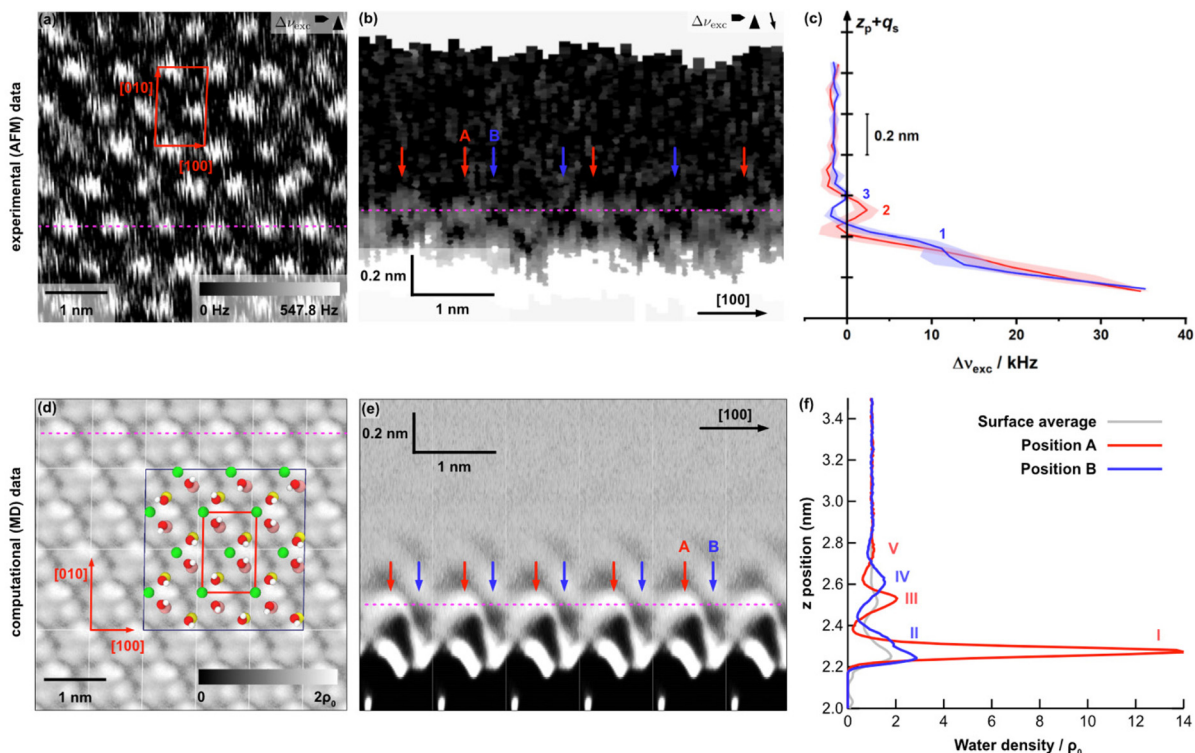 experimental (AFM) data
(a)
Δν_exc
[010]
[100]
1 nm
0 Hz
547.8 Hz
(b)
Δν_exc
A
B
0.2 nm
1 nm
[100]
(c)
z_p+q_s
0.2 nm
3
2
1
0
10
20
30
40
Δν_exc / kHz
computational (MD) data
(d)
[010]
[100]
1 nm
0
2ρ₀
(e)
0.2 nm
1 nm
[100]
A
B
(f)
Surface average
Position A
Position B
z position (nm)
3.4
3.2
3.0
2.8
2.6
2.4
2.2
2.0
V
IV
III
II
I
0
2
4
6
8
10
12
14
Water density / ρ₀